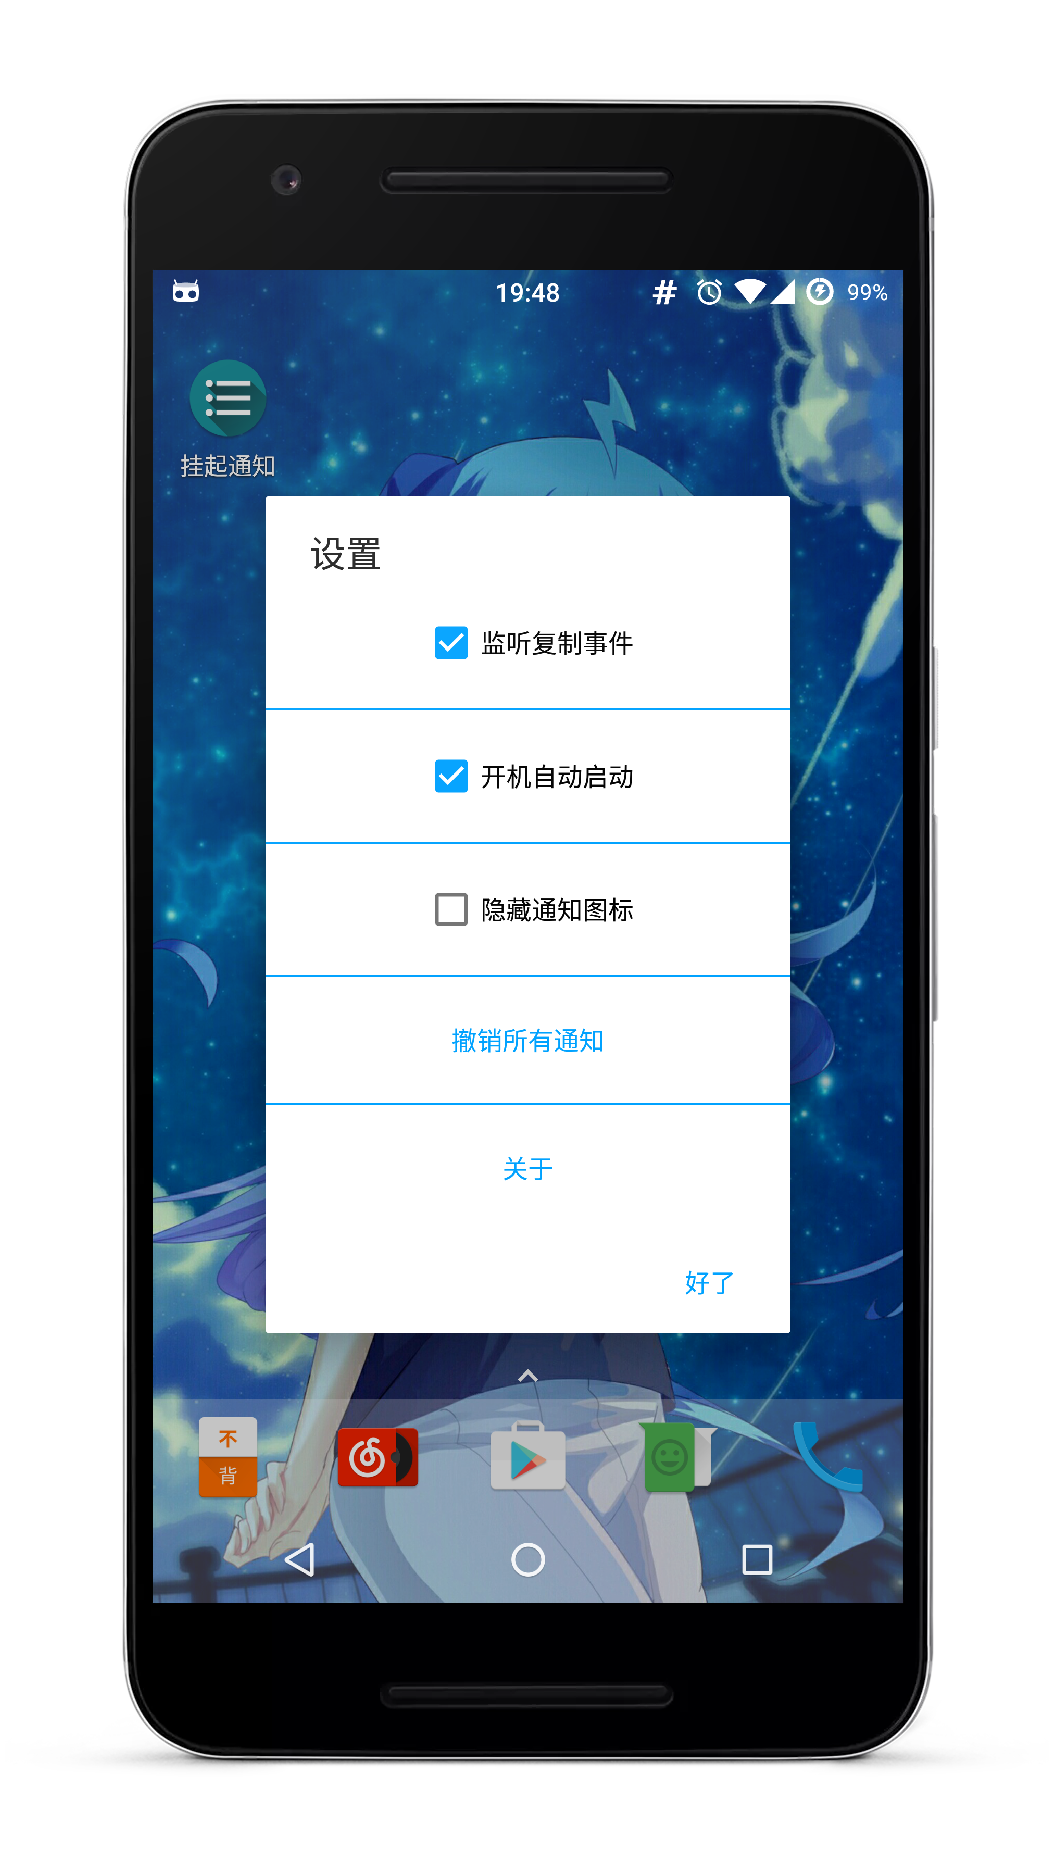 19:48
99%
挂起通知
设置
监听复制事件
开机自动启动
隐藏通知图标
撤销所有通知
关于
好了
不
背